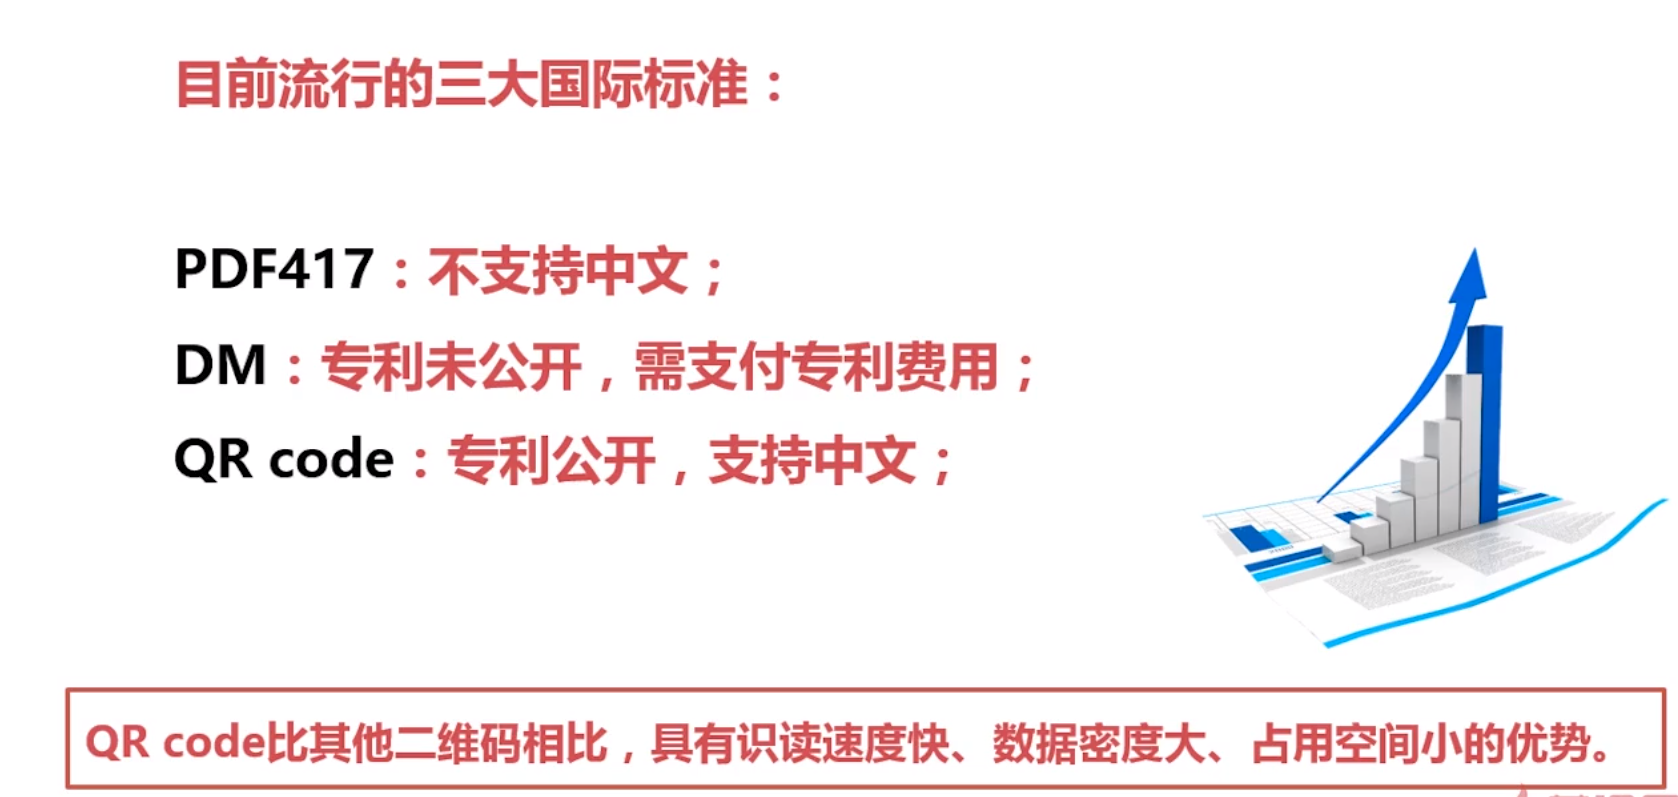 目前流行的三大国际标准：
PDF417：不支持中文；
DM：专利未公开，需支付专利费用；
QR code：专利公开，支持中文；
QR code比其他二维码相比，具有识读速度快、数据密度大、占用空间小的优势。